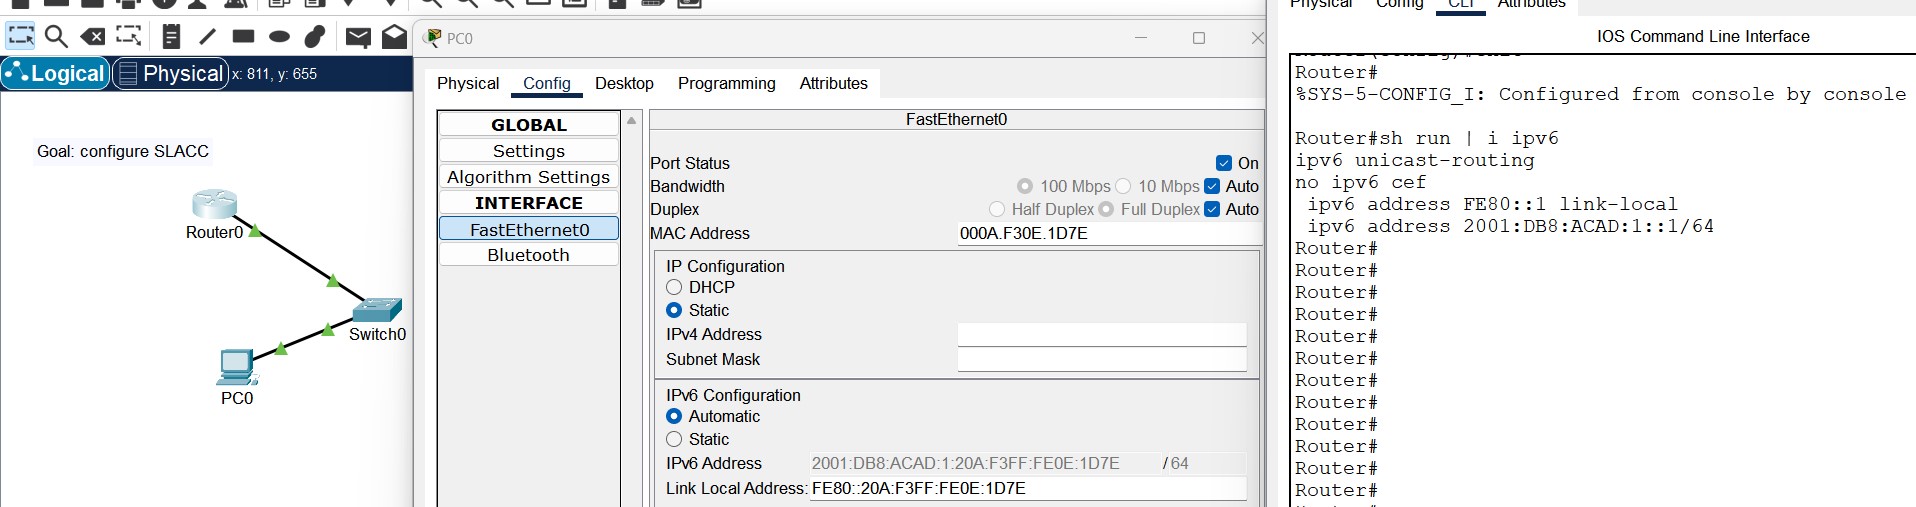 Logical
Physical
x: 811, y: 655
Goal: configure SLACC
Router0
Switch0
PC0
PC0
Physical
Config
Desktop
Programming
Attributes
GLOBAL
Settings
Algorithm Settings
INTERFACE
FastEthernet0
Bluetooth
FastEthernet0
Port Status
On
Bandwidth
100 Mbps
10 Mbps
Auto
Duplex
Half Duplex
Full Duplex
Auto
MAC Address
000A.F30E.1D7E
IP Configuration
DHCP
Static
IPv4 Address
Subnet Mask
IPv6 Configuration
Automatic
Static
IPv6 Address
2001:DB8:ACAD:1:20A:F3FF:FE0E:1D7E
/ 64
Link Local Address:
FE80::20A:F3FF:FE0E:1D7E
Physical
Config
CLI
Attributes
IOS Command Line Interface
Router#
%SYS-5-CONFIG_I: Configured from console by console
Router#sh run | i ipv6
ipv6 unicast-routing
no ipv6 cef
ipv6 address FE80::1 link-local
ipv6 address 2001:DB8:ACAD:1::1/64
Router#
Router#
Router#
Router#
Router#
Router#
Router#
Router#
Router#
Router#
Router#
Router#